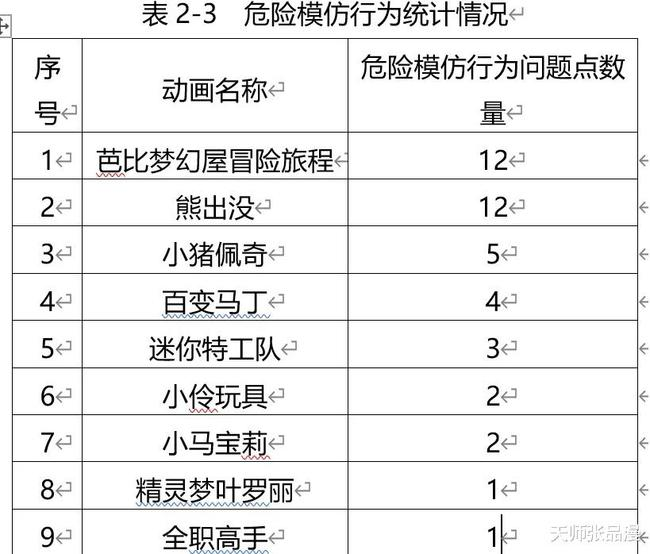 表 2-3 危险模仿行为统计情况
序号 动画名称 危险模仿行为问题点数量
1 芭比梦幻屋冒险旅程 12
2 熊出没 12
3 小猪佩奇 5
4 百变马丁 4
5 迷你特工队 3
6 小伶玩具 2
7 小马宝莉 2
8 精灵梦叶罗丽 1
9 全职高手 1
天师张品漫